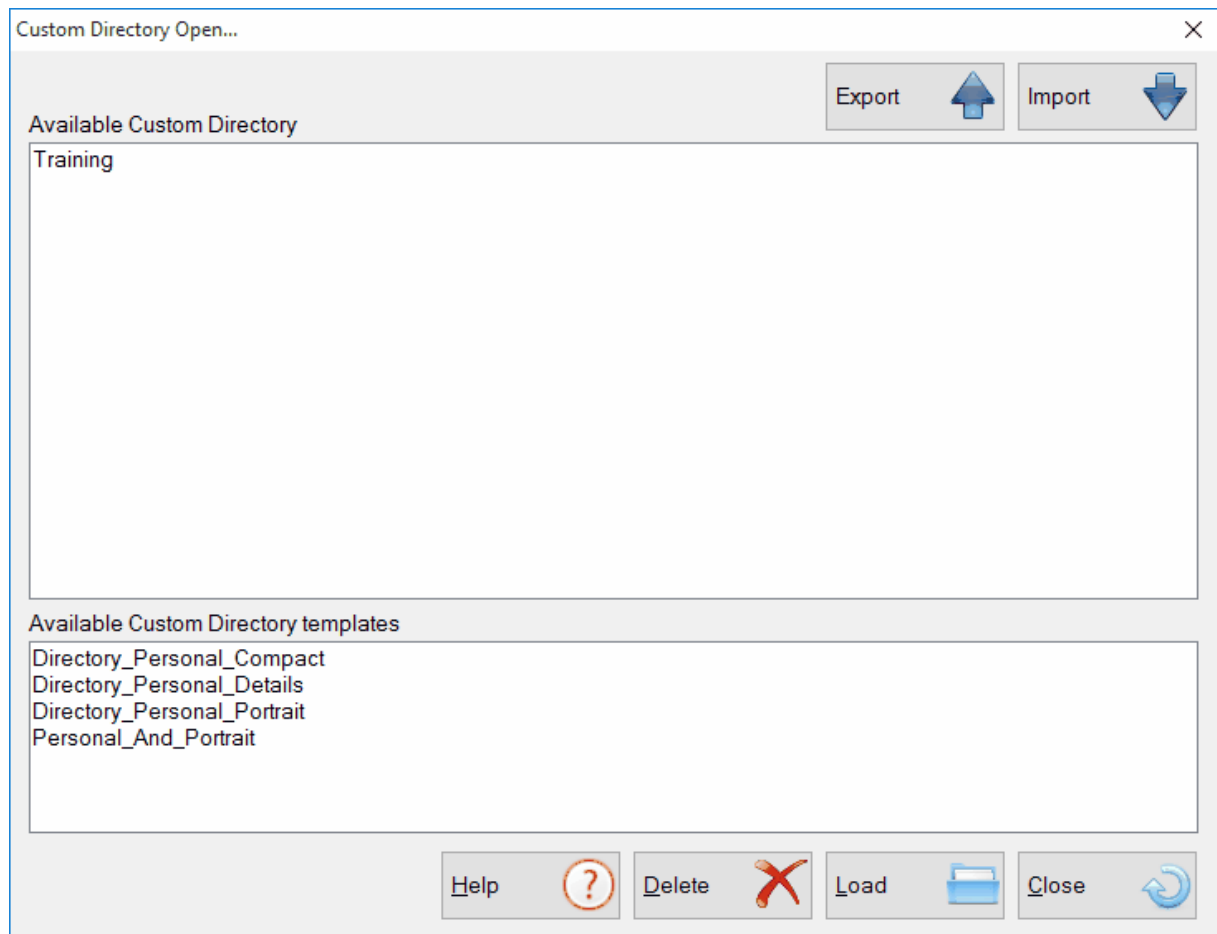 Custom Directory Open...
Export
Import
Available Custom Directory
Training
Available Custom Directory templates
Directory_Personal_Compact
Directory_Personal_Details
Directory_Personal_Portrait
Personal_And_Portrait
Help
?
Delete
Load
Close